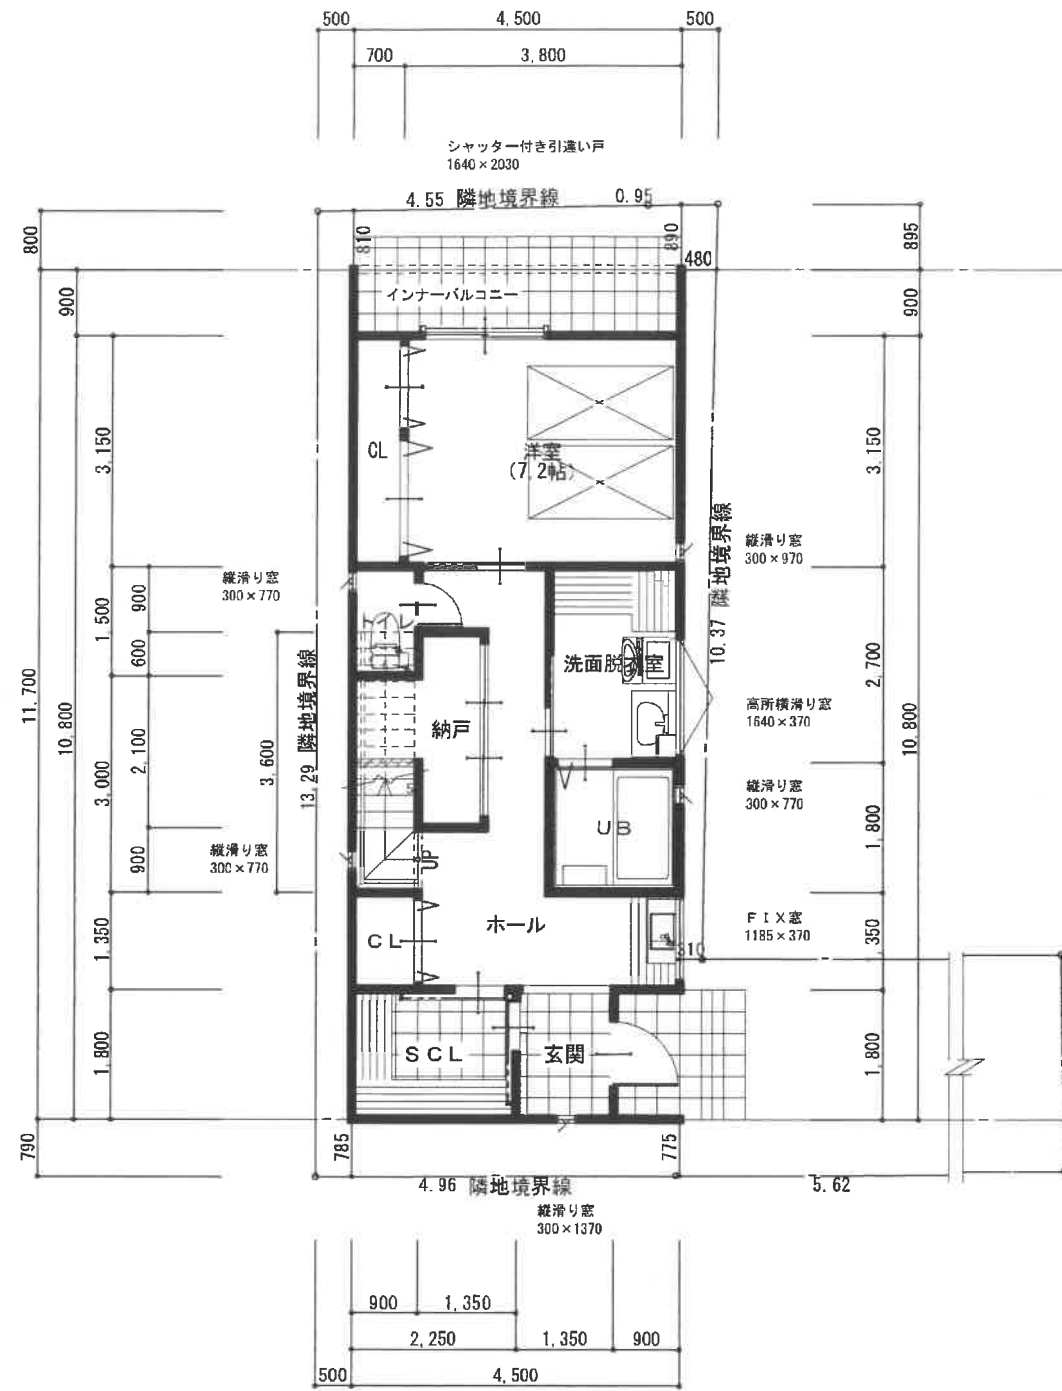 500 4,500 500
700 3,800
シャッター付き引違い戸
1640×2030
4.55 隣地境界線 0.95
800 810 890 895
480
900 インナーバルコニー 900
3,150 3,150
CL
洋室
(7.2帖)
10.37 隣地境界線
縦滑り窓
300×970
縦滑り窓
300×770
900
1,500
600
トイレ
洗面脱 室
2,700
11,700
10,800
13.29 隣地境界線
納戸
高所横滑り窓
1640×370
10,800
2,100
3,600
3,000
縦滑り窓
300×770
UB
1,800
900
縦滑り窓
300×770
UP
ホール
CL
FIX窓
1185×370
1,350
1,350
310
1,800
SCL
玄関
1,800
790 785 775
4.96 隣地境界線 5.62
縦滑り窓
300×1370
900 1,350
2,250 1,350 900
500 4,500